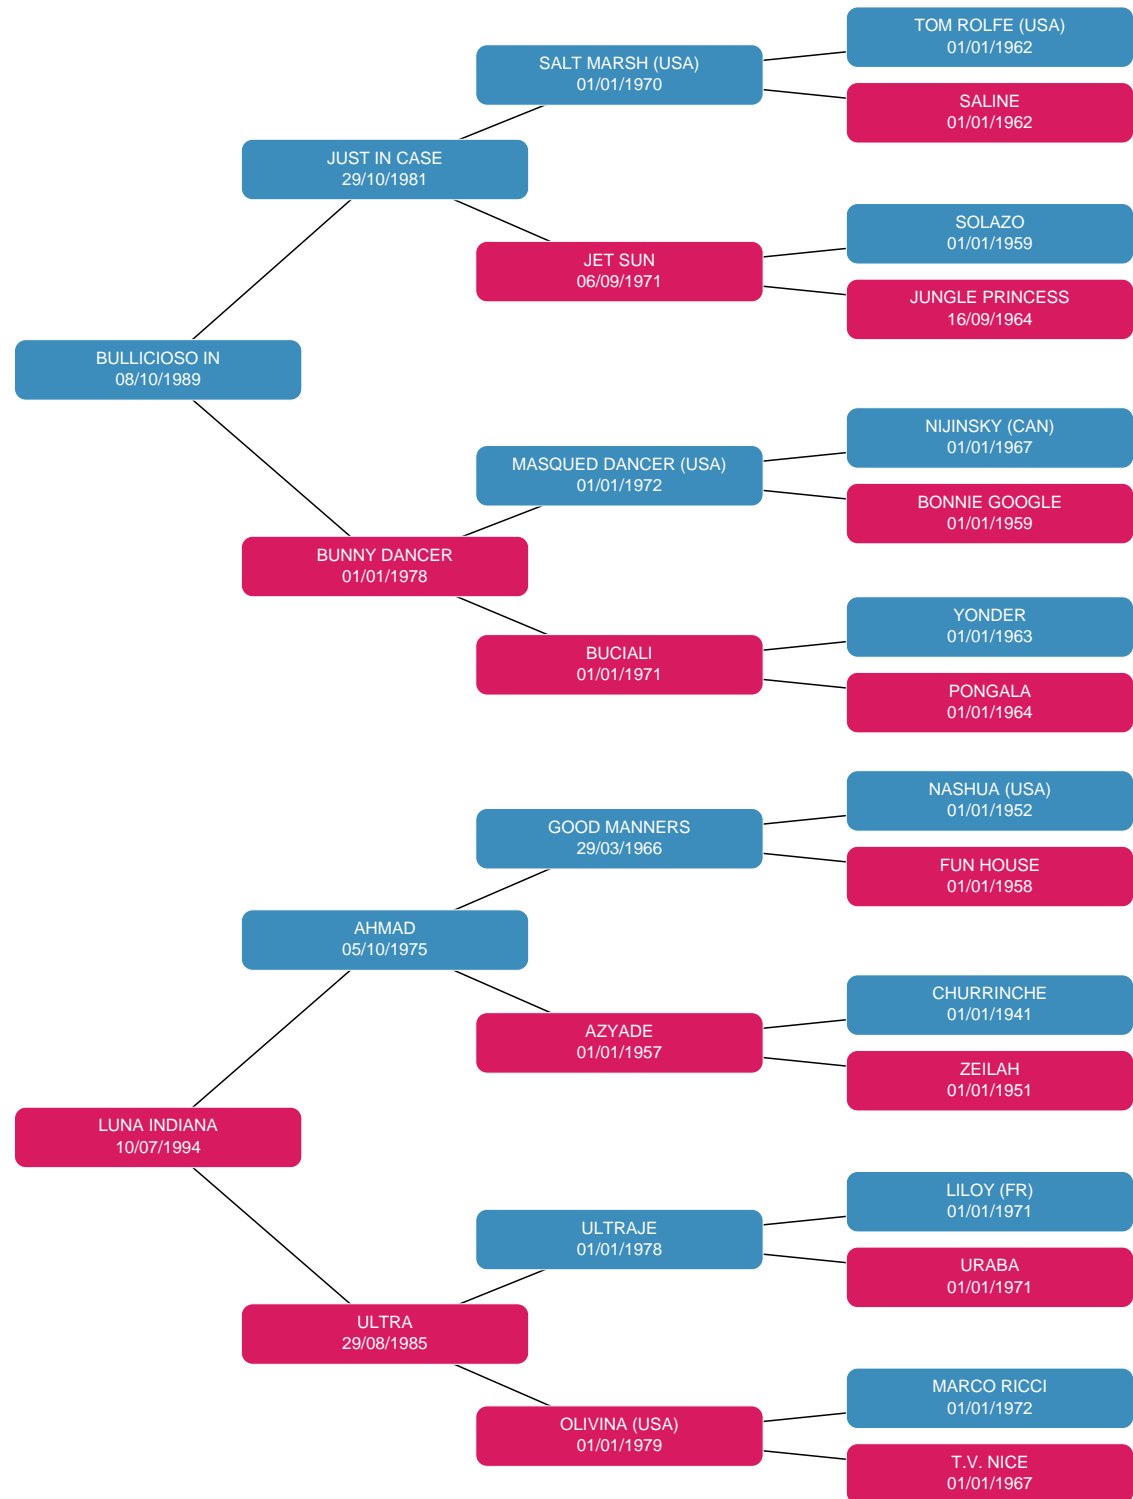 TOM ROLFE (USA)
01/01/1962
SALT MARSH (USA)
01/01/1970
SALINE
01/01/1962
JUST IN CASE
29/10/1981
SOLAZO
01/01/1959
JET SUN
06/09/1971
JUNGLE PRINCESS
16/09/1964
BULLICIOSO IN
08/10/1989
NIJINSKY (CAN)
01/01/1967
MASQUED DANCER (USA)
01/01/1972
BONNIE GOOGLE
01/01/1959
BUNNY DANCER
01/01/1978
YONDER
01/01/1963
BUCIALI
01/01/1971
PONGALA
01/01/1964
NASHUA (USA)
01/01/1952
GOOD MANNERS
29/03/1966
FUN HOUSE
01/01/1958
AHMAD
05/10/1975
CHURRINCHE
01/01/1941
AZYADE
01/01/1957
ZEILAH
01/01/1951
LUNA INDIANA
10/07/1994
LILOY (FR)
01/01/1971
ULTRAJE
01/01/1978
URABA
01/01/1971
ULTRA
29/08/1985
MARCO RICCI
01/01/1972
OLIVINA (USA)
01/01/1979
T.V. NICE
01/01/1967